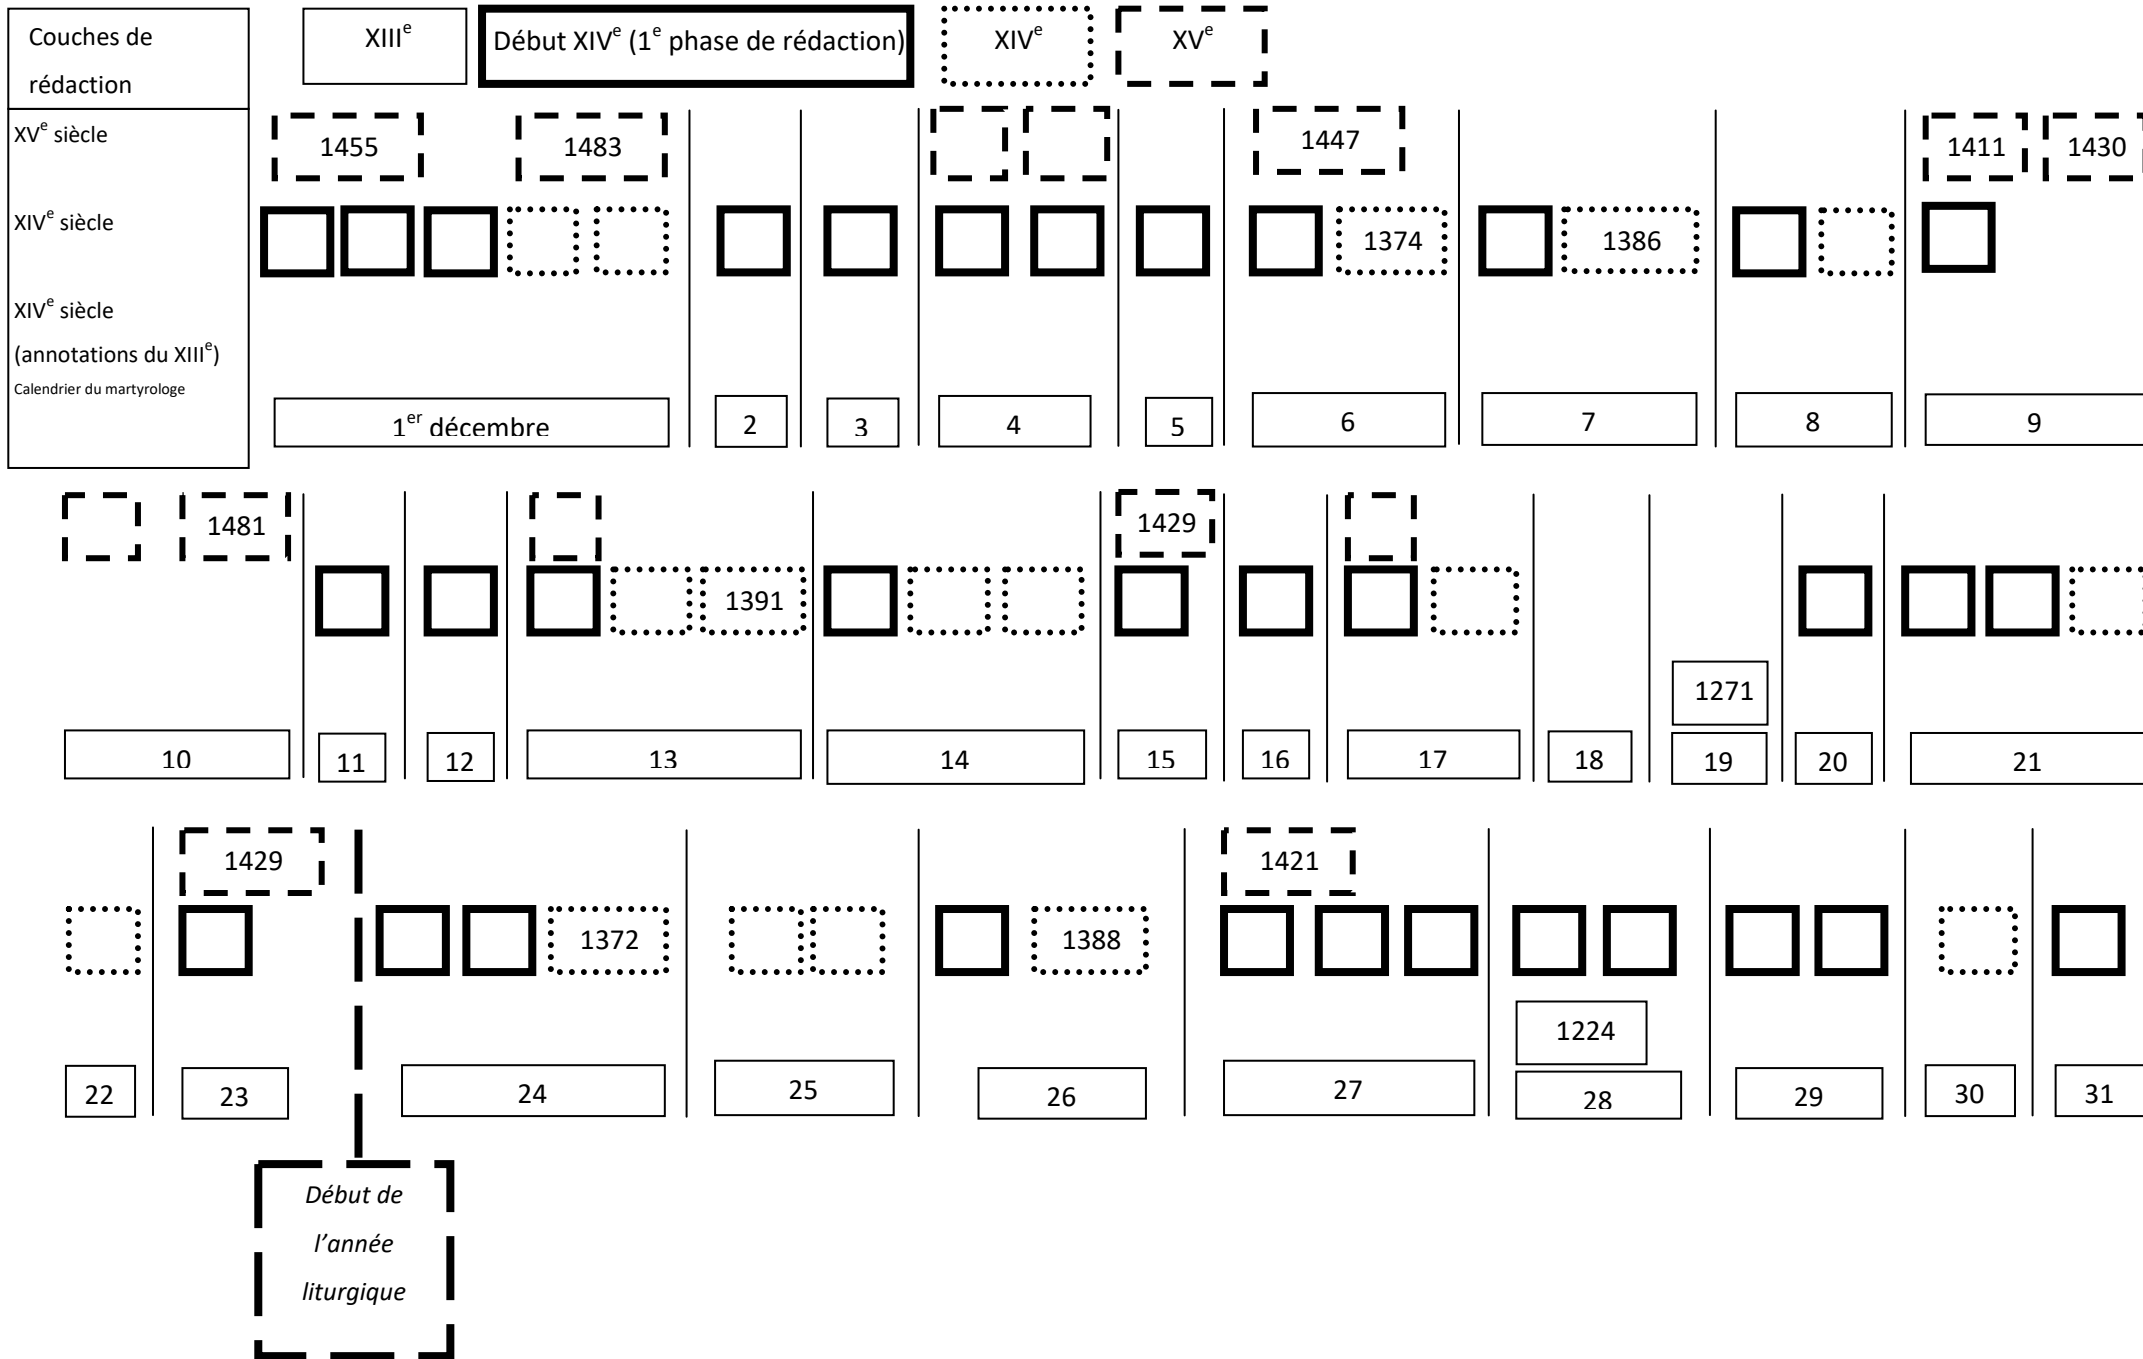 Couches de
rédaction
XIIIᵉ
Début XIVᵉ (1ᵉ phase de rédaction)
XIVᵉ
XVᵉ
XVᵉ siècle
XIVᵉ siècle
XIVᵉ siècle
(annotations du XIIIᵉ)
Calendrier du martyrologe
1455 1483 1447 1411 1430
1374 1386
1ᵉʳ décembre 2 3 4 5 6 7 8 9
1481 1429
1391
1271
10 11 12 13 14 15 16 17 18 19 20 21
1429 1421
1372 1388
1224
22 23 24 25 26 27 28 29 30 31
Début de
l’année
liturgique